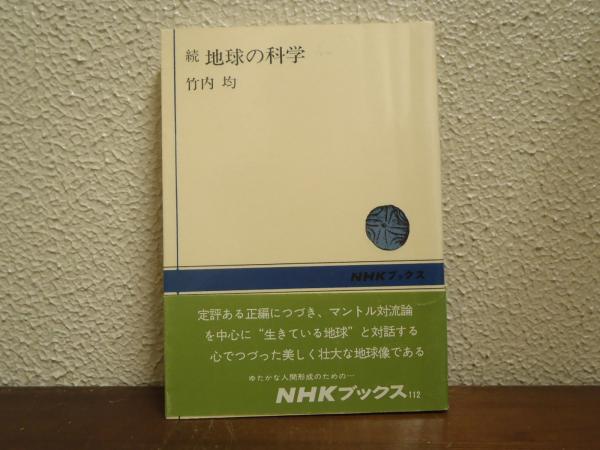 続 地球の科学
竹内 均
NHKブックス
定評ある正編につづき、マントル対流論
を中心に“生きている地球”と対話する
心でつづった美しく壮大な地球像である
ゆたかな人間形成のための―
NHKブックス112